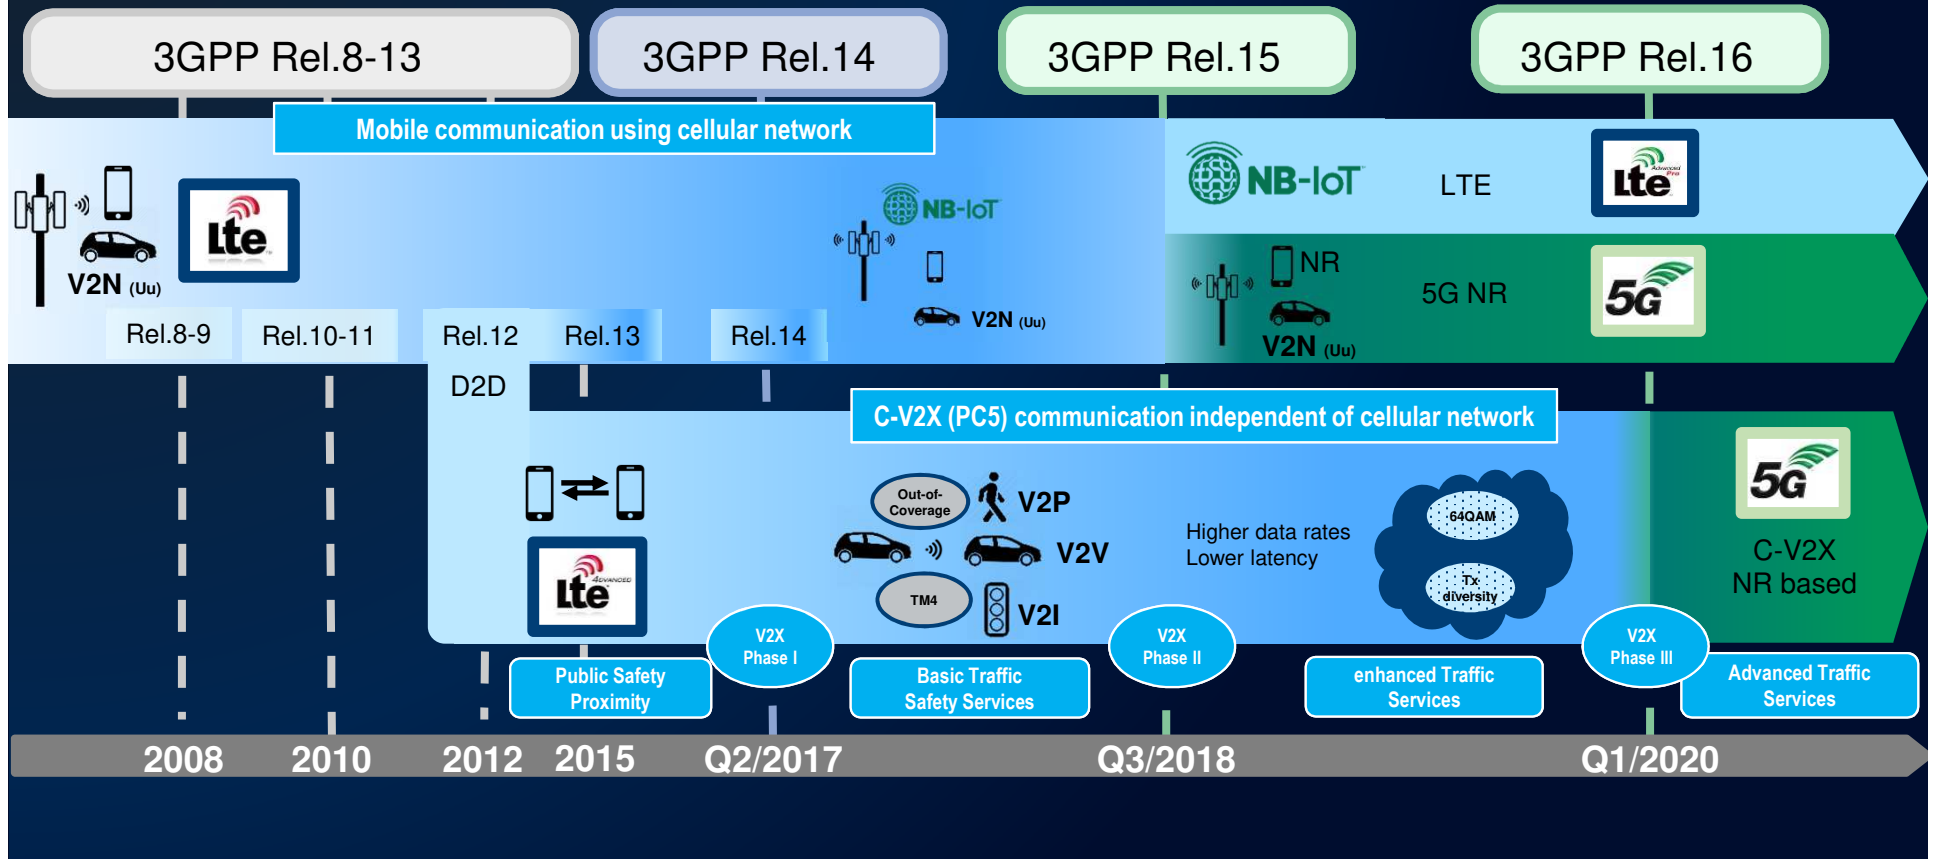 3GPP Rel.8-13
3GPP Rel.14
3GPP Rel.15
3GPP Rel.16
Mobile communication using cellular network
V2N (Uu)
Lte
NB-IoT
V2N (Uu)
NB-IoT
LTE
Advanced
Pro
Lte
NR
V2N (Uu)
5G NR
5G
Rel.8-9
Rel.10-11
Rel.12
Rel.13
Rel.14
D2D
C-V2X (PC5) communication independent of cellular network
ADVANCED
Lte
Out-of-
Coverage
V2P
V2V
TM4
V2I
Higher data rates
Lower latency
64QAM
Tx
diversity
5G
C-V2X
NR based
V2X
Phase I
V2X
Phase II
V2X
Phase III
Public Safety
Proximity
Basic Traffic
Safety Services
enhanced Traffic
Services
Advanced Traffic
Services
2008
2010
2012
2015
Q2/2017
Q3/2018
Q1/2020